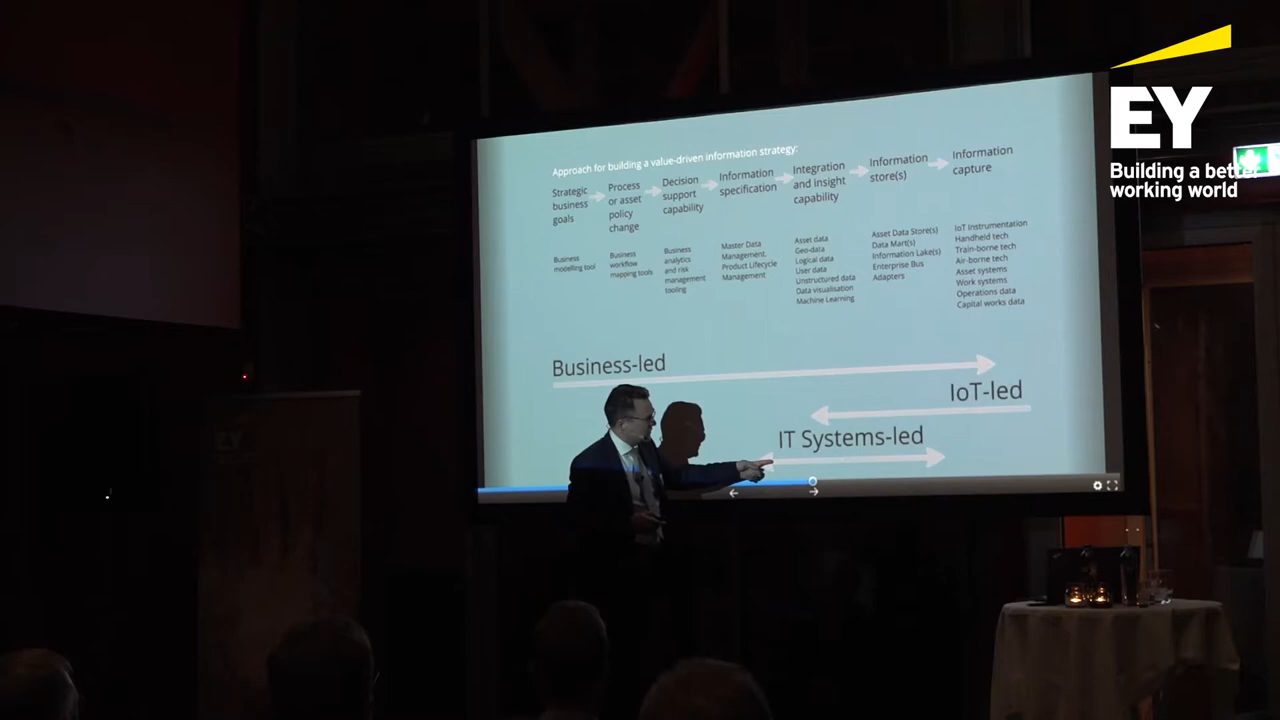 EY
Building a better
working world
Approach for building a value-driven information strategy:
Strategic
business
goals
Process
or asset
policy
change
Decision
support
capability
Information
specification
Integration
and insight
capability
Information
store(s)
Information
capture
Business
modelling tool
Business
workflow
mapping tools
Business
analytics
and risk
management
tooling
Master Data
Management.
Product Lifecycle
Management
Asset data
Geo-data
Logical data
User data
Unstructured data
Data visualisation
Machine Learning
Asset Data Store(s)
Data Mart(s)
Information Lake(s)
Enterprise Bus
Adapters
IoT Instrumentation
Handheld tech
Train-borne tech
Air-borne tech
Asset systems
Work systems
Operations data
Capital works data
Business-led
IoT-led
IT Systems-led
EY